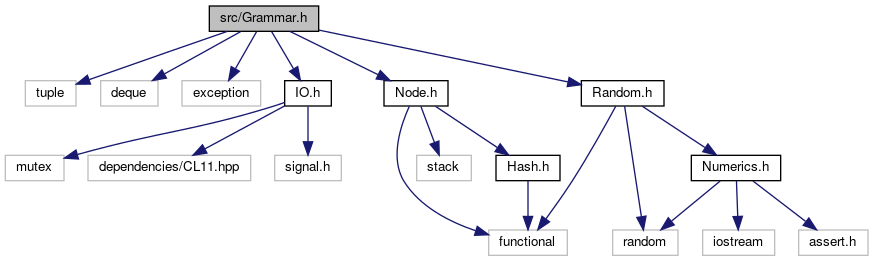 src/Grammar.h
tuple
deque
exception
IO.h
Node.h
Random.h
mutex
dependencies/CL11.hpp
signal.h
stack
Hash.h
Numerics.h
functional
random
iostream
assert.h